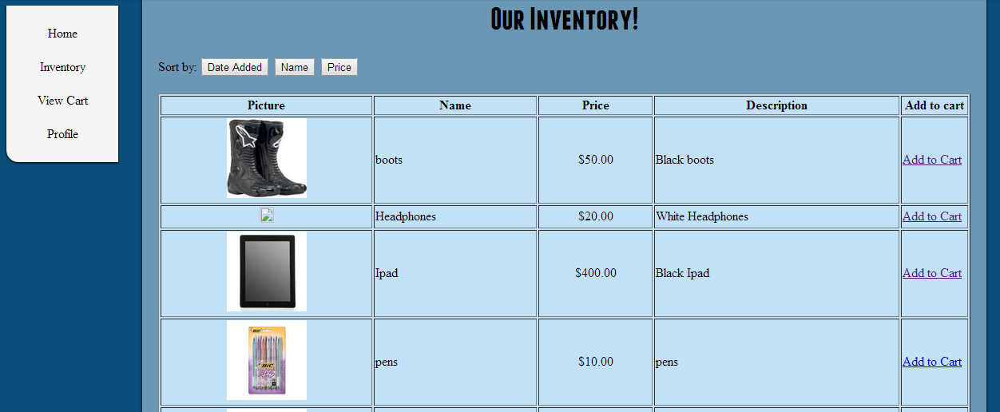 Our Inventory!
Home
Inventory
View Cart
Profile
Sort by: Date Added Name Price
Picture Name Price Description Add to cart
boots $50.00 Black boots Add to Cart
Headphones $20.00 White Headphones Add to Cart
Ipad $400.00 Black Ipad Add to Cart
BIC
BIC
pens $10.00 pens Add to Cart